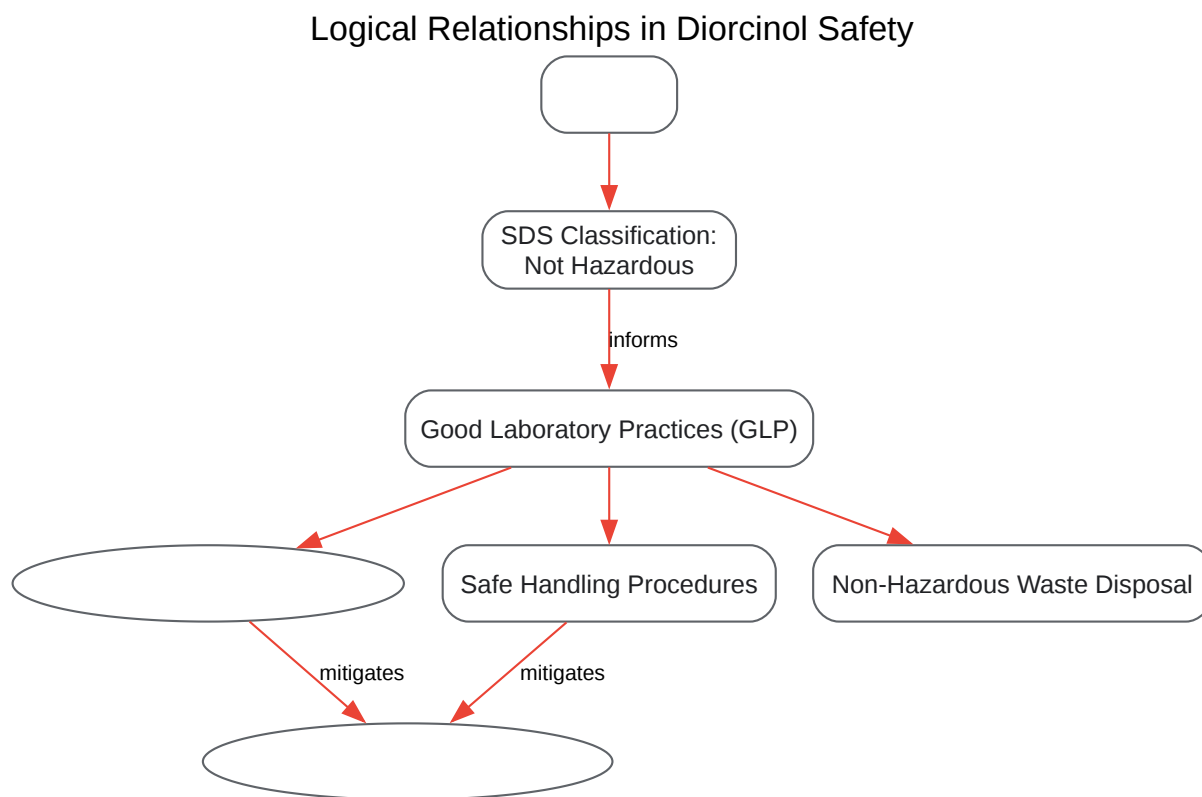 Logical Relationships in Diorcinol Safety
SDS Classification:
Not Hazardous
informs
Good Laboratory Practices (GLP)
Safe Handling Procedures
Non-Hazardous Waste Disposal
mitigates
mitigates